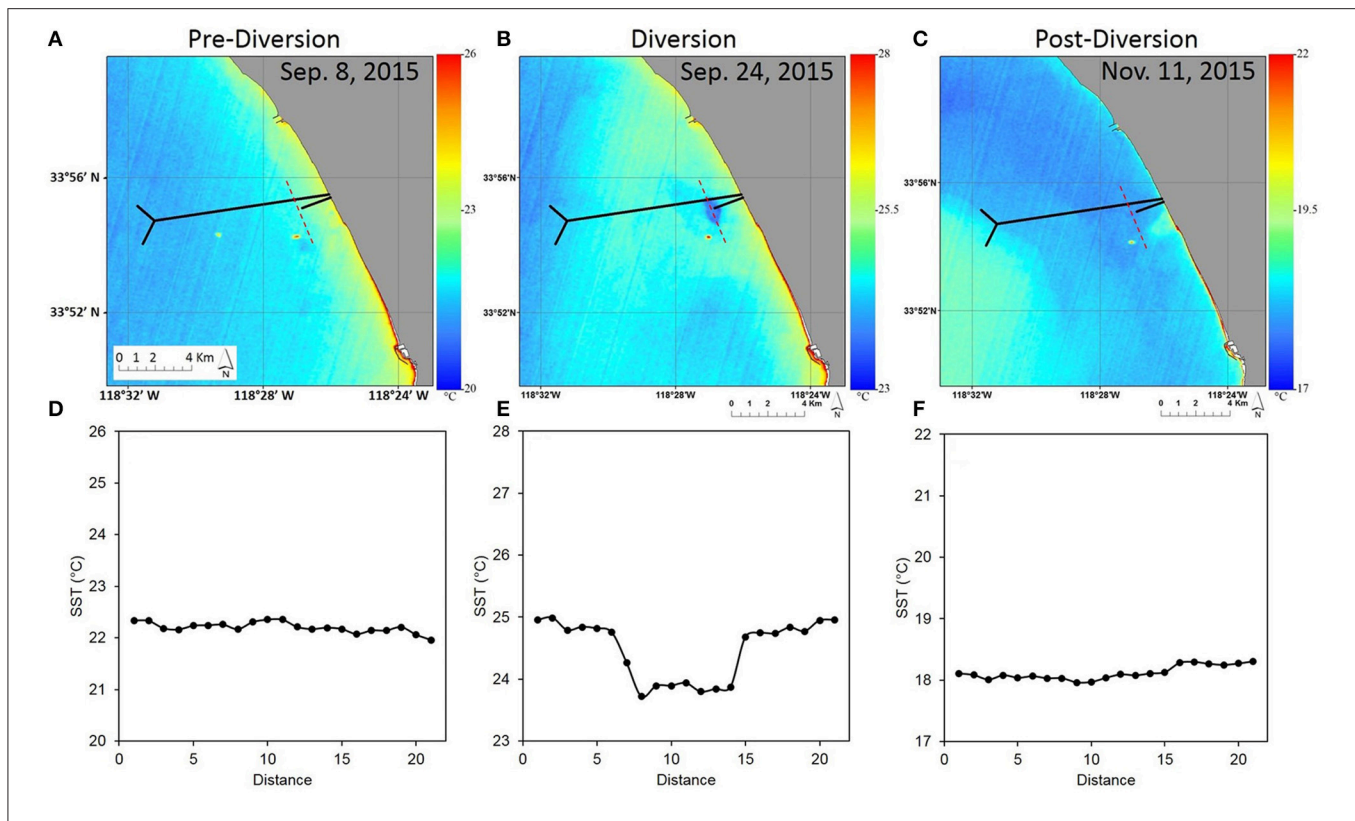 A Pre-Diversion
Sep. 8, 2015
26
23
20
°C
33°56' N
33°52' N
0 1 2 4 Km
N
118°32' W 118°28' W 118°24' W
B Diversion
Sep. 24, 2015
28
25.5
23
°C
33°56'N
33°52'N
118°32'W 118°28'W 118°24'W
0 1 2 4 Km
N
C Post-Diversion
Nov. 11, 2015
22
19.5
17
°C
33°56'N
33°52'N
118°32'W 118°28'W 118°24'W
0 1 2 4 Km
N
D
26
25
24
23
22
21
20
SST (°C)
0 5 10 15 20
Distance
E
28
27
26
25
24
23
SST (°C)
0 5 10 15 20
Distance
F
22
21
20
19
18
17
SST (°C)
0 5 10 15 20
Distance